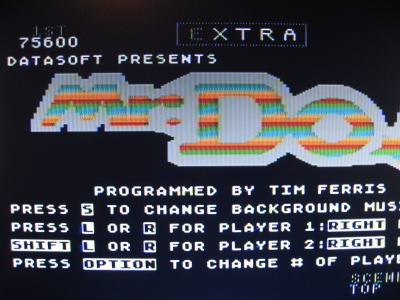 1ST
75600
EXTRA
DATASOFT PRESENTS
Mr. Do
PROGRAMMED BY TIM FERRIS
PRESS S TO CHANGE BACKGROUND MUS
PRESS L OR R FOR PLAYER 1:RIGHT
SHIFT L OR R FOR PLAYER 2:RIGHT
PRESS OPTION TO CHANGE # OF PLAYE
SCENE
TOP